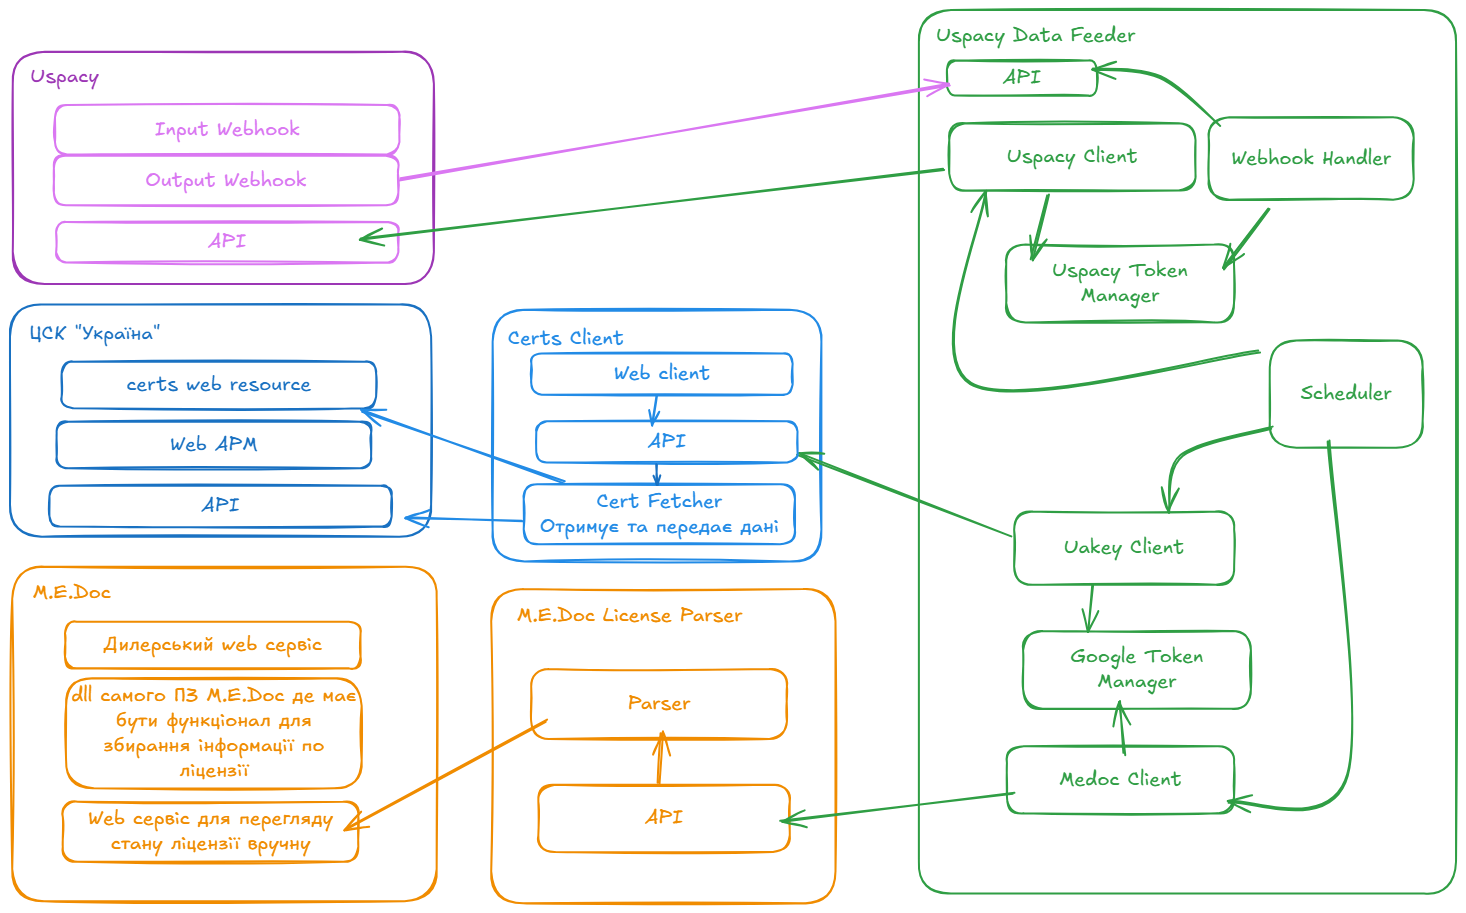 Uspacy
Input Webhook
Output Webhook
API
ЦСК "Україна"
certs web resource
Web APM
API
M.E.Doc
Дилерський web сервіс
dll самого ПЗ M.E.Doc де має
бути функціонал для
збирання інформації по
ліцензії
Web сервіс для перегляду
стану ліцензії вручну
Certs Client
Web client
API
Cert Fetcher
Отримує та передає дані
M.E.Doc License Parser
Parser
API
Uspacy Data Feeder
API
Uspacy Client
Webhook Handler
Uspacy Token
Manager
Scheduler
Uakey Client
Google Token
Manager
Medoc Client